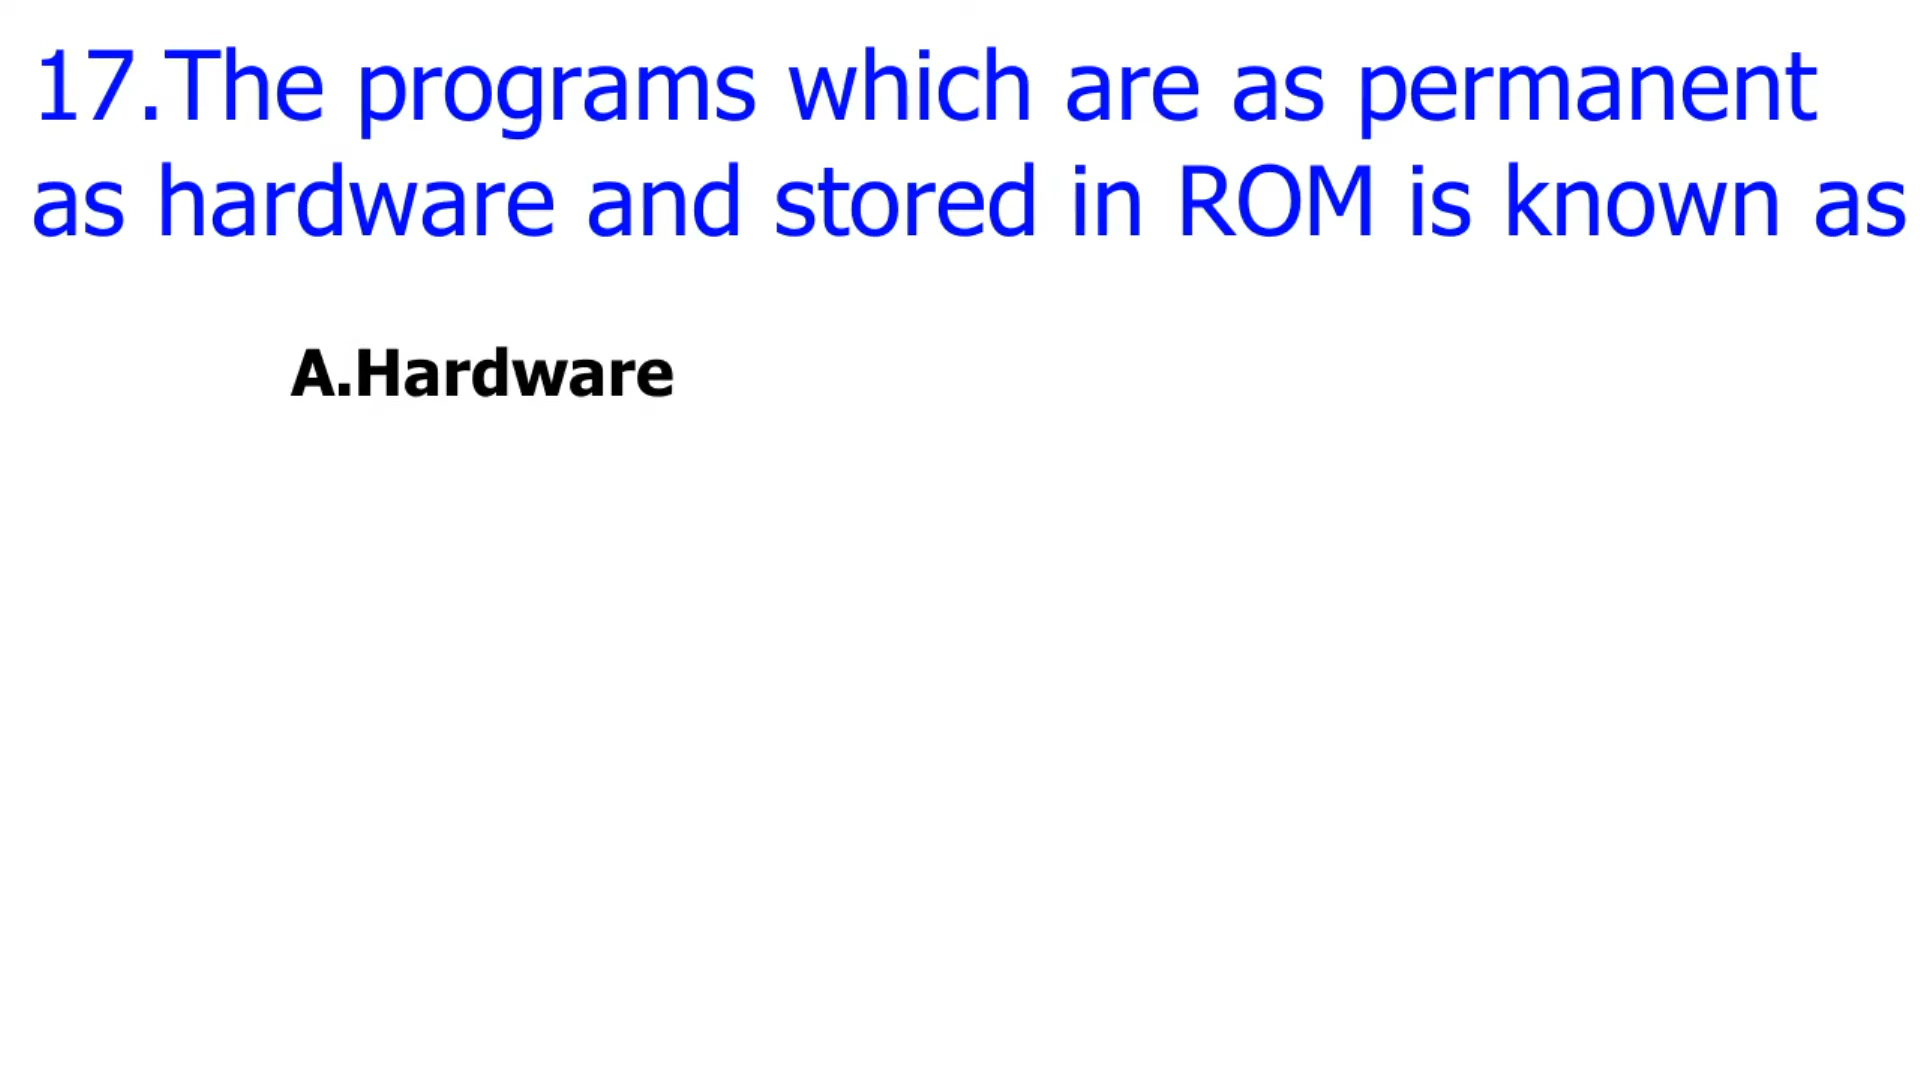 17.The programs which are as permanent
as hardware and stored in ROM is known as
A.Hardware